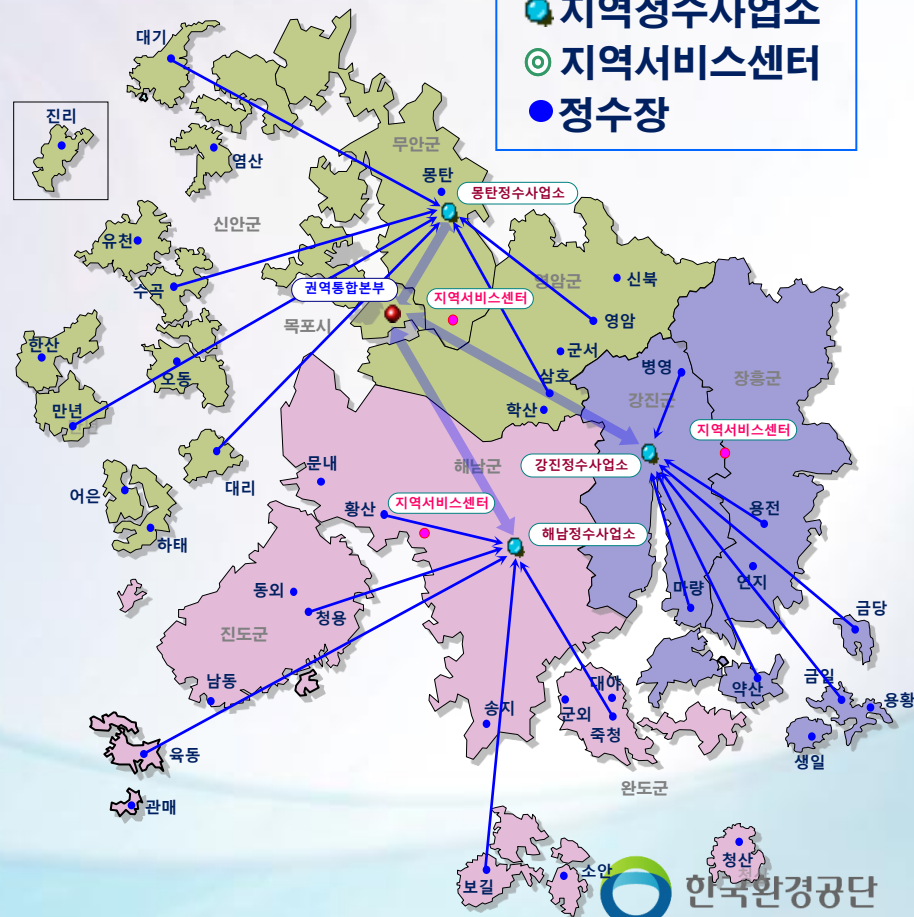 지역정수사업소
지역서비스센터
정수장
대기
진리
염산
무안군
몽탄
몽탄정수사업소
신안군
유천
수곡
권역통합본부
지역서비스센터
영암군
신북
목포시
영암
한산
오동
군서
삼호
병영
장흥군
만년
학산
강진군
지역서비스센터
문내
해남군
강진정수사업소
어은
대리
황산
지역서비스센터
용전
하태
해남정수사업소
동외
청용
마량
연지
금당
진도군
남동
대야
약산
금일
용황
송지
군외
죽청
육동
생일
완도군
관매
청산
보길
소안
한국환경공단